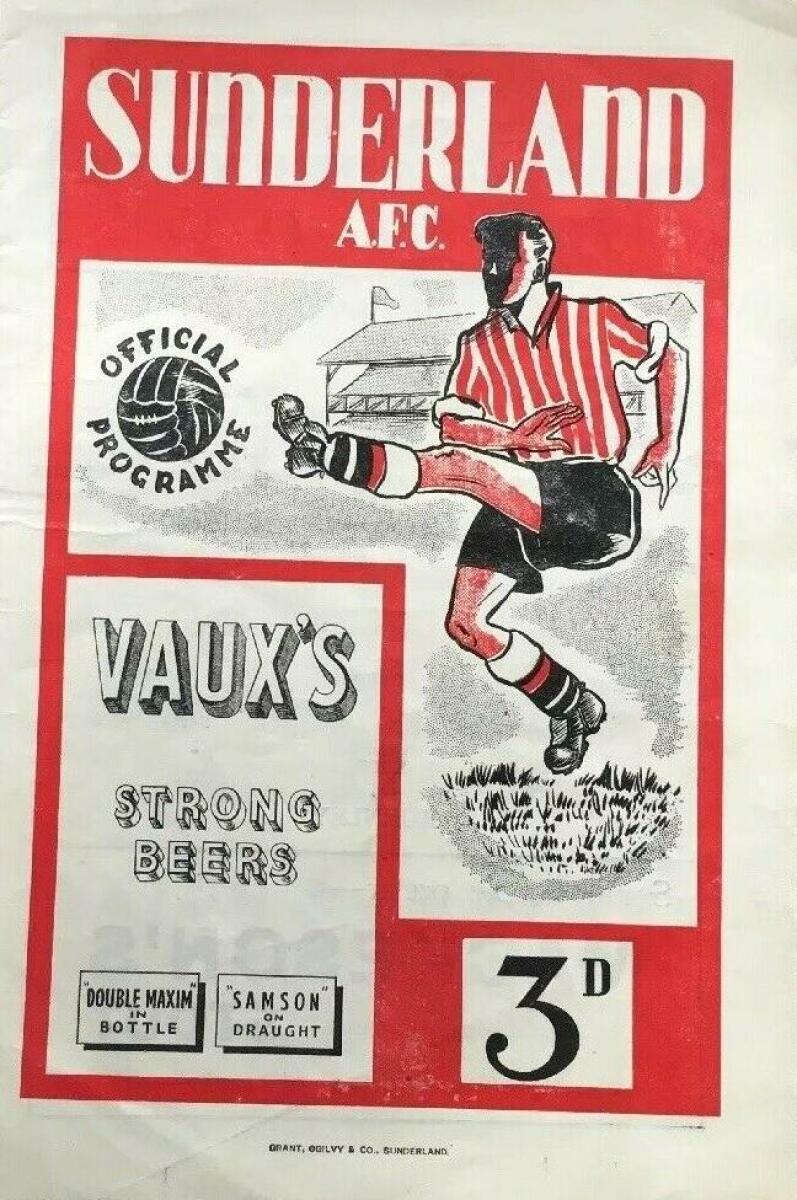 SUNDERLAND
A.F.C.
OFFICIAL
PROGRAMME
VAUX'S
STRONG
BEERS
"DOUBLE MAXIM"
IN
BOTTLE
"SAMSON"
ON
DRAUGHT
3D
GRANT, OGILVY & CO., SUNDERLAND.